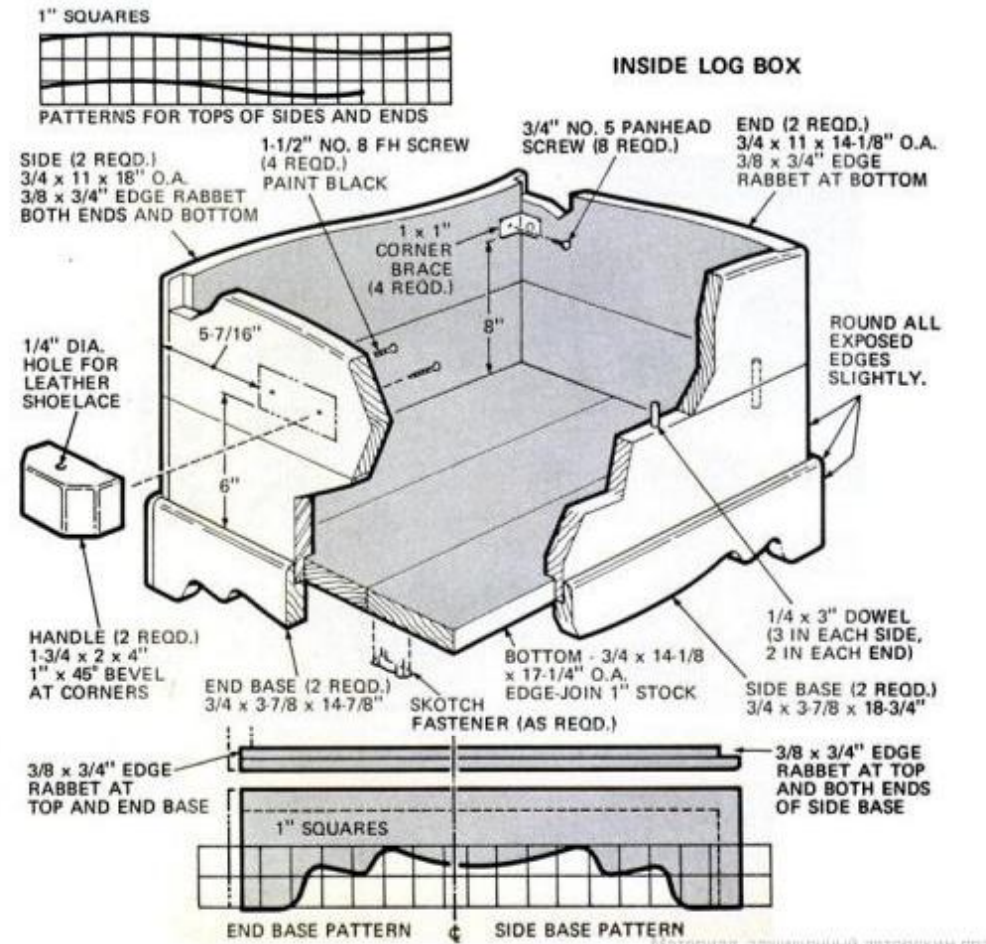 1" SQUARES
PATTERNS FOR TOPS OF SIDES AND ENDS
INSIDE LOG BOX
SIDE (2 REQD.)
3/4 x 11 x 18" O.A.
3/8 x 3/4" EDGE RABBET
BOTH ENDS AND BOTTOM
1-1/2" NO. 8 FH SCREW
(4 REQD.)
PAINT BLACK
3/4" NO. 5 PANHEAD
SCREW (8 REQD.)
END (2 REQD.)
3/4 x 11 x 14-1/8" O.A.
3/8 x 3/4" EDGE
RABBET AT BOTTOM
1 x 1"
CORNER
BRACE
(4 REQD.)
8"
5-7/16"
6"
1/4" DIA.
HOLE FOR
LEATHER
SHOELACE
ROUND ALL
EXPOSED
EDGES
SLIGHTLY.
HANDLE (2 REQD.)
1-3/4 x 2 x 4"
1" x 45° BEVEL
AT CORNERS
END BASE (2 REQD.)
3/4 x 3-7/8 x 14-7/8"
SKOTCH
FASTENER (AS REQD.)
BOTTOM - 3/4 x 14-1/8
x 17-1/4" O.A.
EDGE-JOIN 1" STOCK
1/4 x 3" DOWEL
(3 IN EACH SIDE,
2 IN EACH END)
SIDE BASE (2 REQD.)
3/4 x 3-7/8 x 18-3/4"
3/8 x 3/4" EDGE
RABBET AT
TOP AND END BASE
3/8 x 3/4" EDGE
RABBET AT TOP
AND BOTH ENDS
OF SIDE BASE
1" SQUARES
END BASE PATTERN
℄
SIDE BASE PATTERN